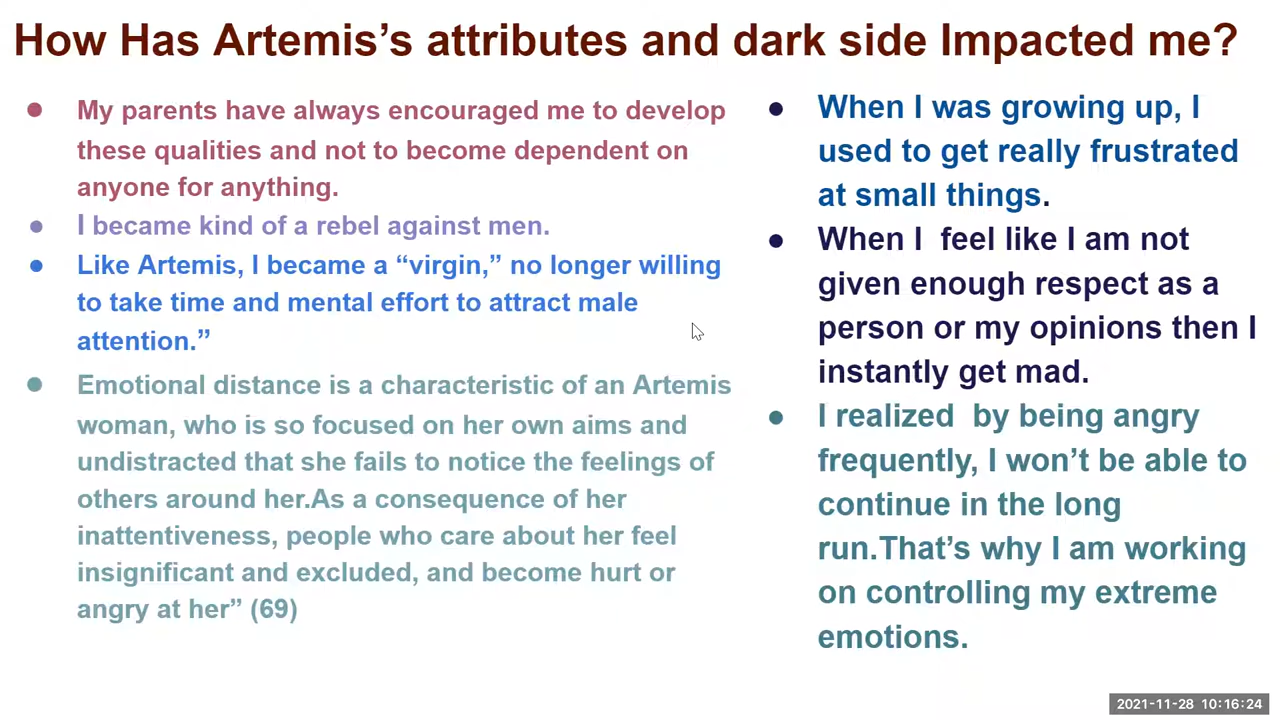 How Has Artemis's attributes and dark side Impacted me?
● My parents have always encouraged me to develop
these qualities and not to become dependent on
anyone for anything.
● I became kind of a rebel against men.
● Like Artemis, I became a “virgin,” no longer willing
to take time and mental effort to attract male
attention.”
● Emotional distance is a characteristic of an Artemis
woman, who is so focused on her own aims and
undistracted that she fails to notice the feelings of
others around her.As a consequence of her
inattentiveness, people who care about her feel
insignificant and excluded, and become hurt or
angry at her” (69)
● When I was growing up, I
used to get really frustrated
at small things.
● When I  feel like I am not
given enough respect as a
person or my opinions then I
instantly get mad.
● I realized  by being angry
frequently, I won’t be able to
continue in the long
run.That’s why I am working
on controlling my extreme
emotions.
2021-11-28 10:16:24